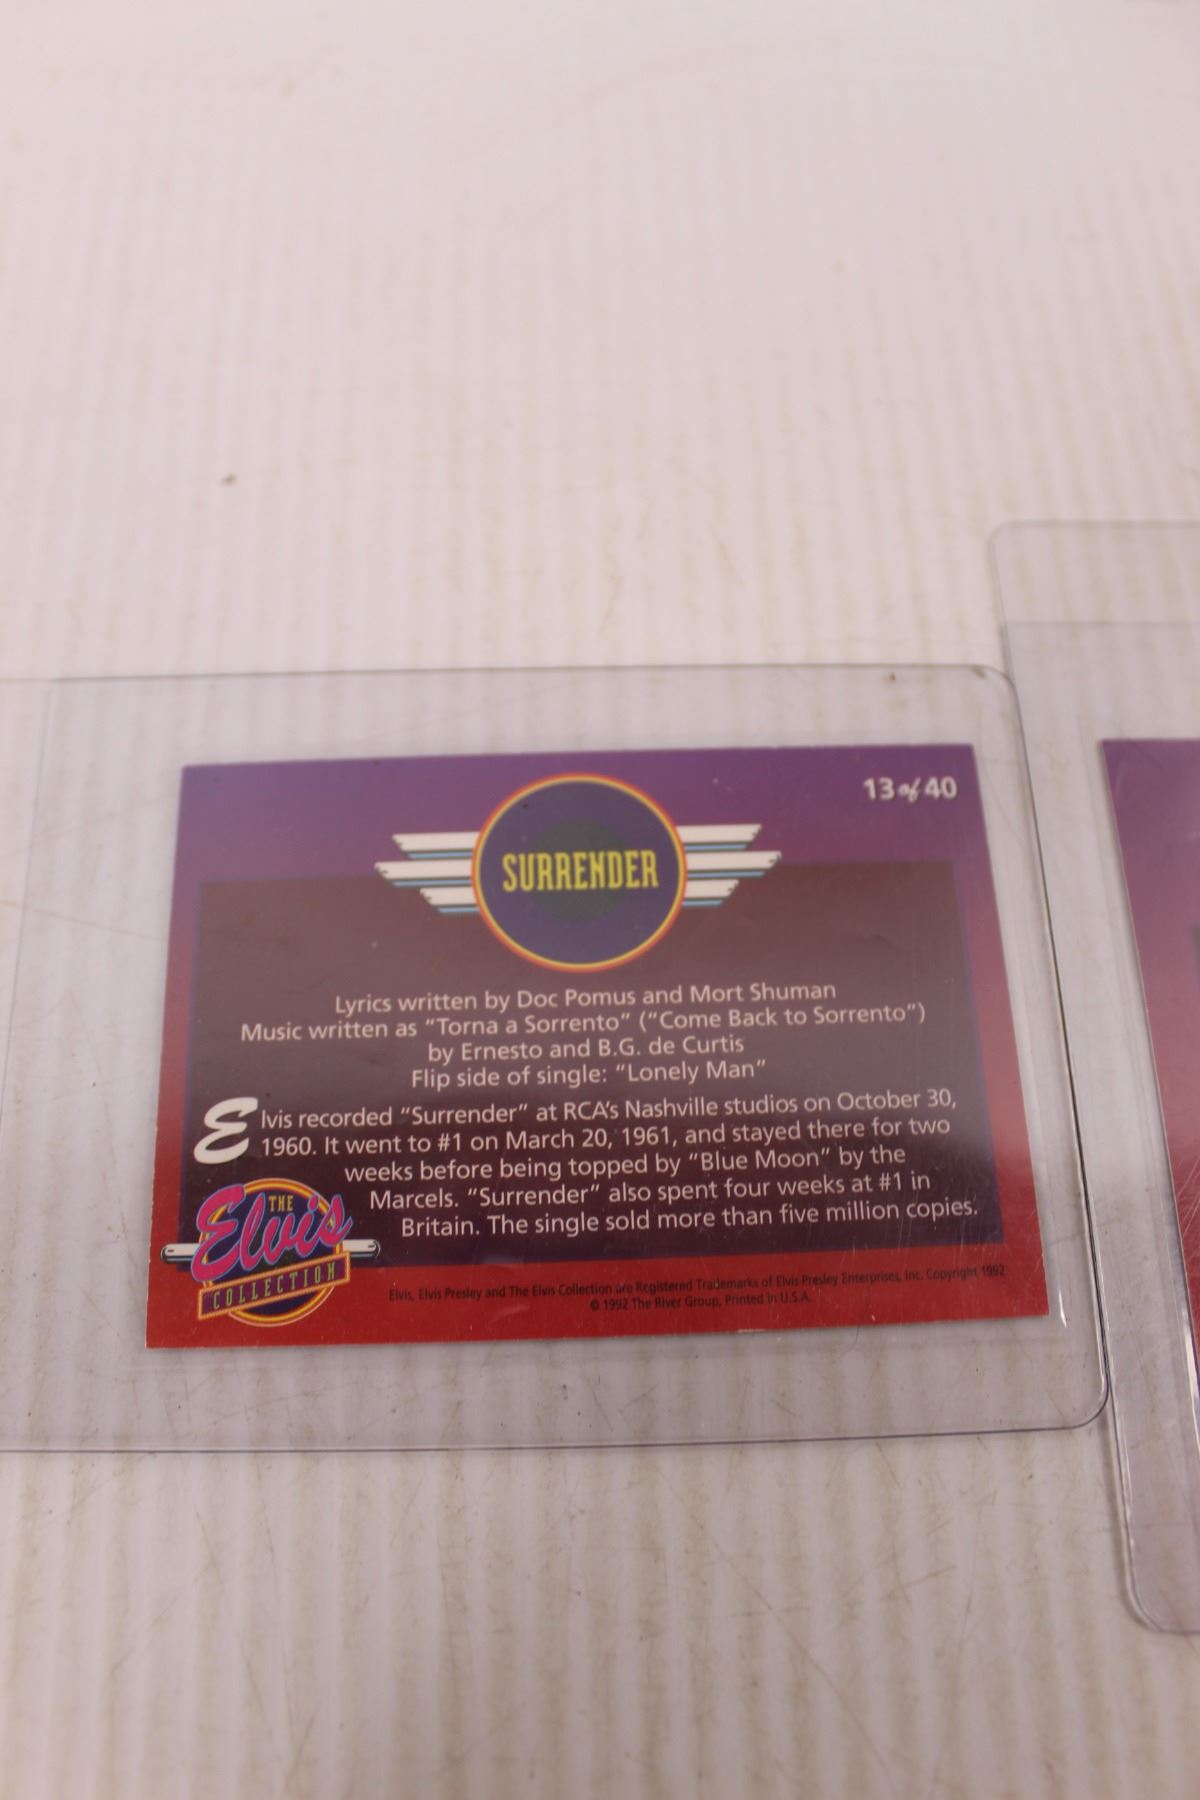 13 of 40
SURRENDER
Lyrics written by Doc Pomus and Mort Shuman
Music written as “Torna a Sorrento” (“Come Back to Sorrento”)
by Ernesto and B.G. de Curtis
Flip side of single: “Lonely Man”
Elvis recorded “Surrender” at RCA's Nashville studios on October 30,
1960. It went to #1 on March 20, 1961, and stayed there for two
weeks before being topped by “Blue Moon” by the
Marcels. “Surrender” also spent four weeks at #1 in
Britain. The single sold more than five million copies.
THE
Elvis
COLLECTION
Elvis, Elvis Presley and The Elvis Collection are Registered Trademarks of Elvis Presley Enterprises, Inc. Copyright 1992
© 1992 The River Group, Printed in U.S.A.